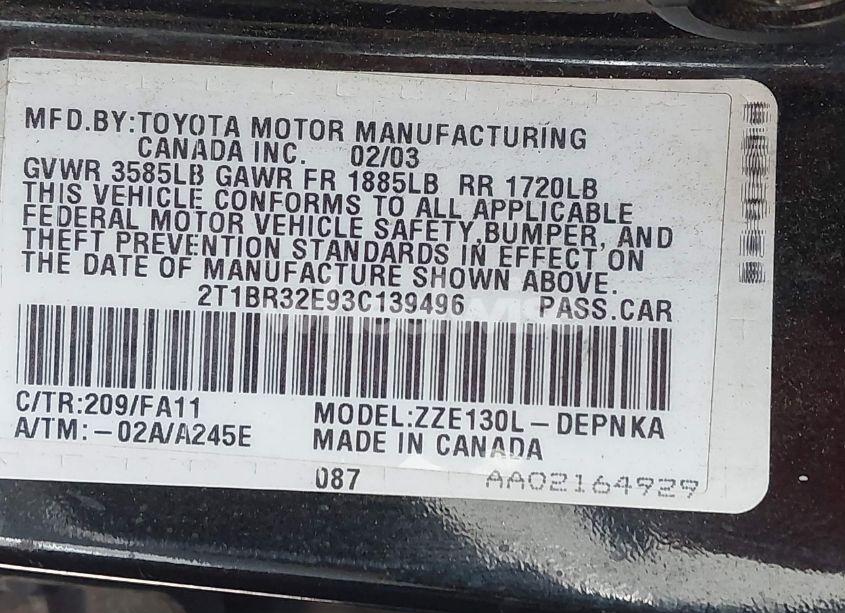 MFD.BY:TOYOTA MOTOR MANUFACTURING
CANADA INC. 02/03
GVWR 3585LB GAWR FR 1885LB RR 1720LB
THIS VEHICLE CONFORMS TO ALL APPLICABLE
FEDERAL MOTOR VEHICLE SAFETY,BUMPER, AND
THEFT PREVENTION STANDARDS IN EFFECT ON
THE DATE OF MANUFACTURE SHOWN ABOVE.
2T1BR32E93C139496 PASS.CAR
C/TR:209/FA11 MODEL:ZZE130L-DEPNKA
A/TM:-02A/A245E MADE IN CANADA
087 AA02164929